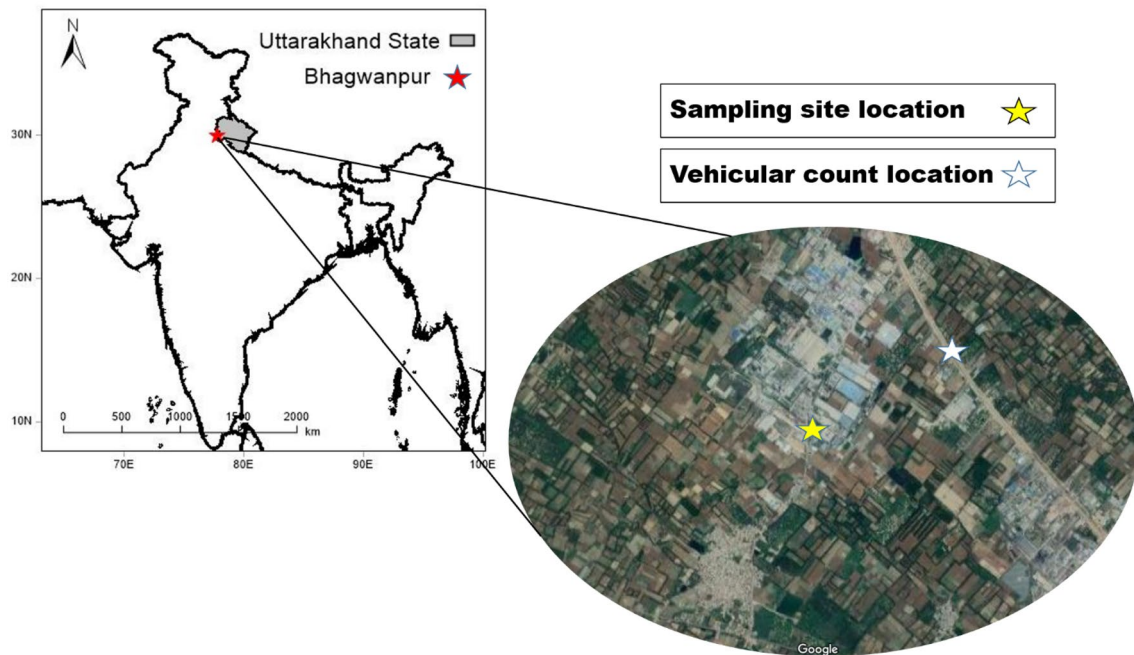 N
Uttarakhand State
Bhagwanpur
30N
20N
10N
0 500 1000 1500 2000
km
70E 80E 90E 100E
Sampling site location
Vehicular count location
Google